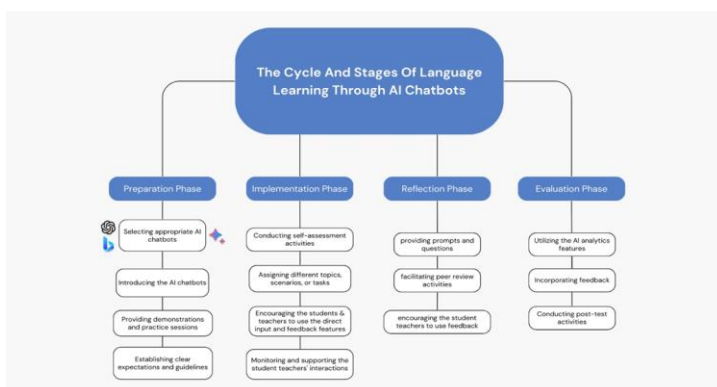 The Cycle And Stages Of Language
Learning Through AI Chatbots
Preparation Phase
Selecting appropriate AI
chatbots
Introducing the AI chatbots
Providing demonstrations
and practice sessions
Establishing clear
expectations and guidelines
Implementation Phase
Conducting self-assessment
activities
Assigning different topics,
scenarios, or tasks
Encouraging the students &
teachers to use the direct
input and feedback features
Monitoring and supporting the
student teachers' interactions
Reflection Phase
providing prompts and
questions
facilitating peer review
activities
encouraging the student
teachers to use feedback
Evaluation Phase
Utilizing the AI analytics
features
Incorporating feedback
Conducting post-test
activities